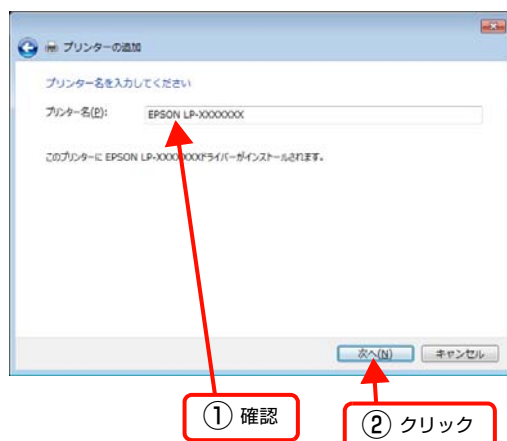 プリンターの追加
プリンター名を入力してください
プリンター名(P): EPSON LP-XXXXXXX
このプリンターに EPSON LP-XXXXXXXドライバーがインストールされます。
次へ(N) キャンセル
① 確認
② クリック